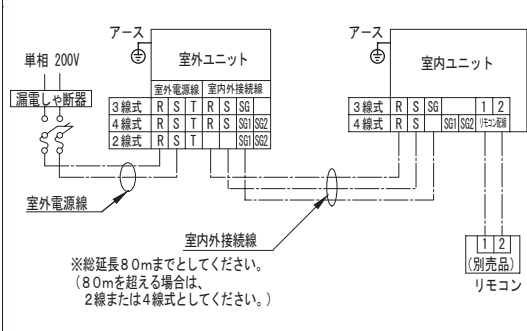 アース
単相 200V
漏電しゃ断器
室外ユニット
室外電源線 室内外接続線
3線式 R S T R S SG
4線式 R S T R S SG1 SG2
2線式 R S T SG1 SG2
室外電源線
室内外接続線
※総延長80mまでとしてください。
(80mを超える場合は、
2線または4線式としてください。)
アース
室内ユニット
3線式 R S SG 1 2
4線式 R S SG1 SG2 リモコン配線
1 2
(別売品)
リモコン